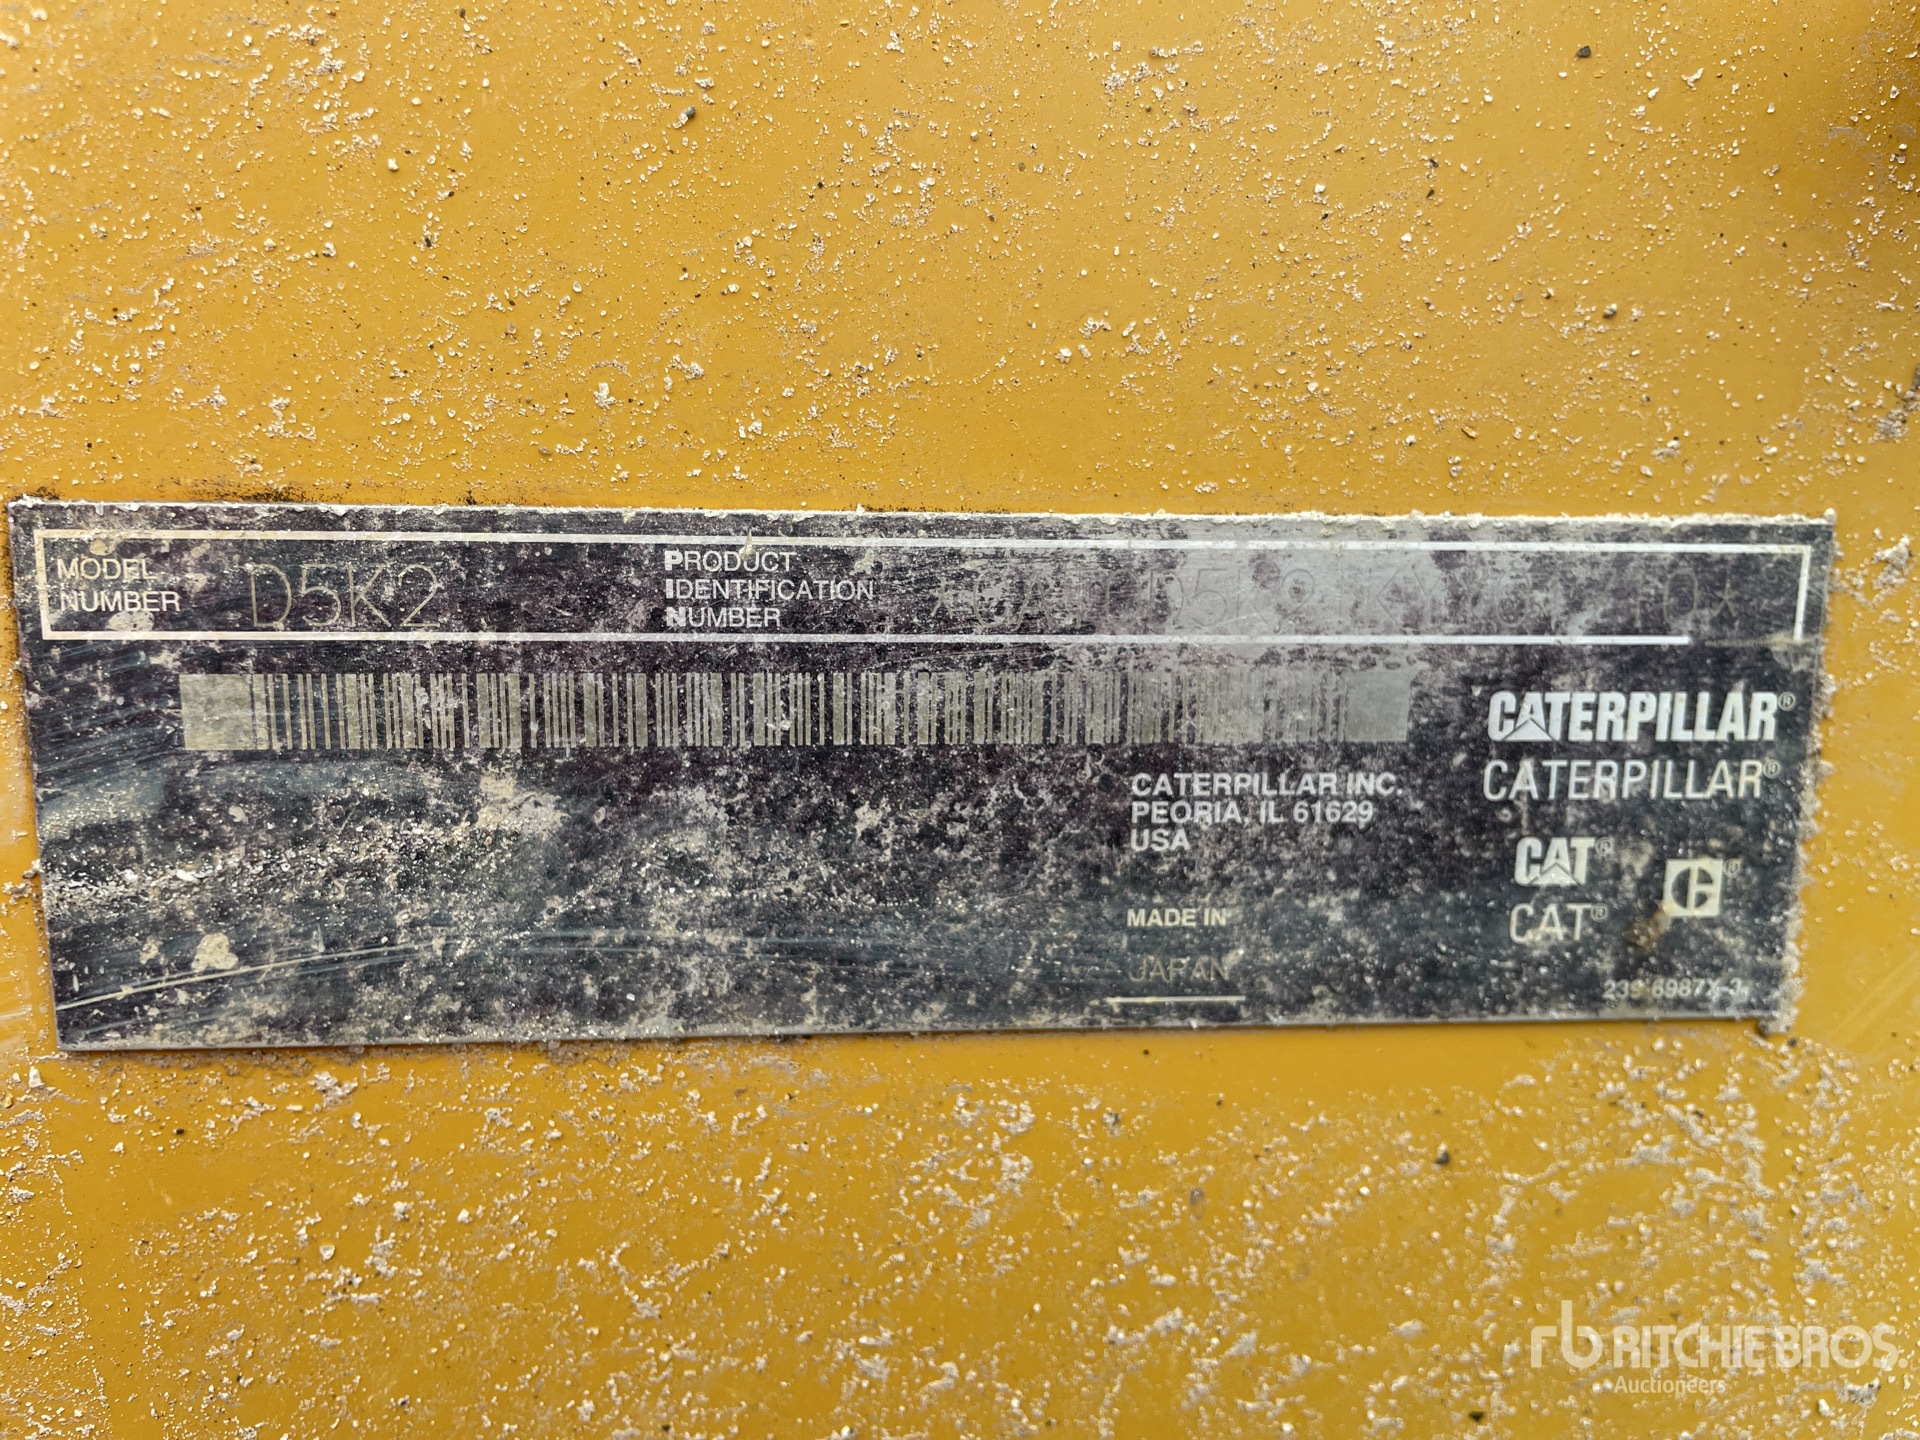 MODEL NUMBER D5K2
PRODUCT IDENTIFICATION NUMBER
CATERPILLAR®
CATERPILLAR®
CATERPILLAR INC.
PEORIA, IL 61629
USA
CAT®
CAT®
MADE IN
JAPAN
rb RITCHIE BROS.
Auctioneers